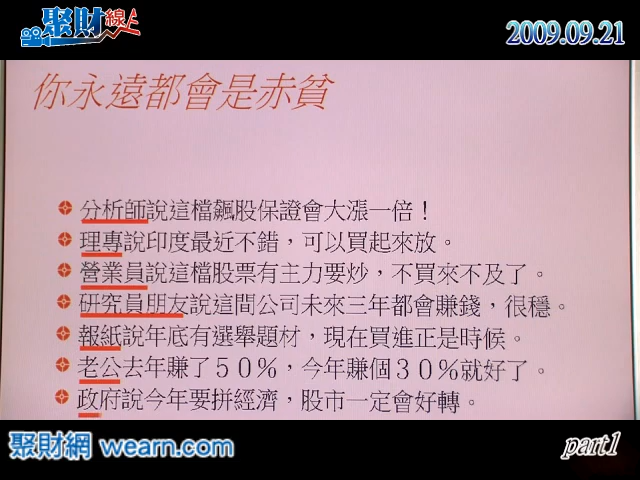 聚財線上
2009.09.21
你永遠都會是赤貧
分析師說這檔飆股保證會大漲一倍！
理專說印度最近不錯，可以買起來放。
營業員說這檔股票有主力要炒，不買來不及了。
研究員朋友說這間公司未來三年都會賺錢，很穩。
報紙說年底有選舉題材，現在買進正是時候。
老公去年賺了５０％，今年賺個３０％就好了。
政府說今年要拼經濟，股市一定會好轉。
聚財網 wearn.com
part1